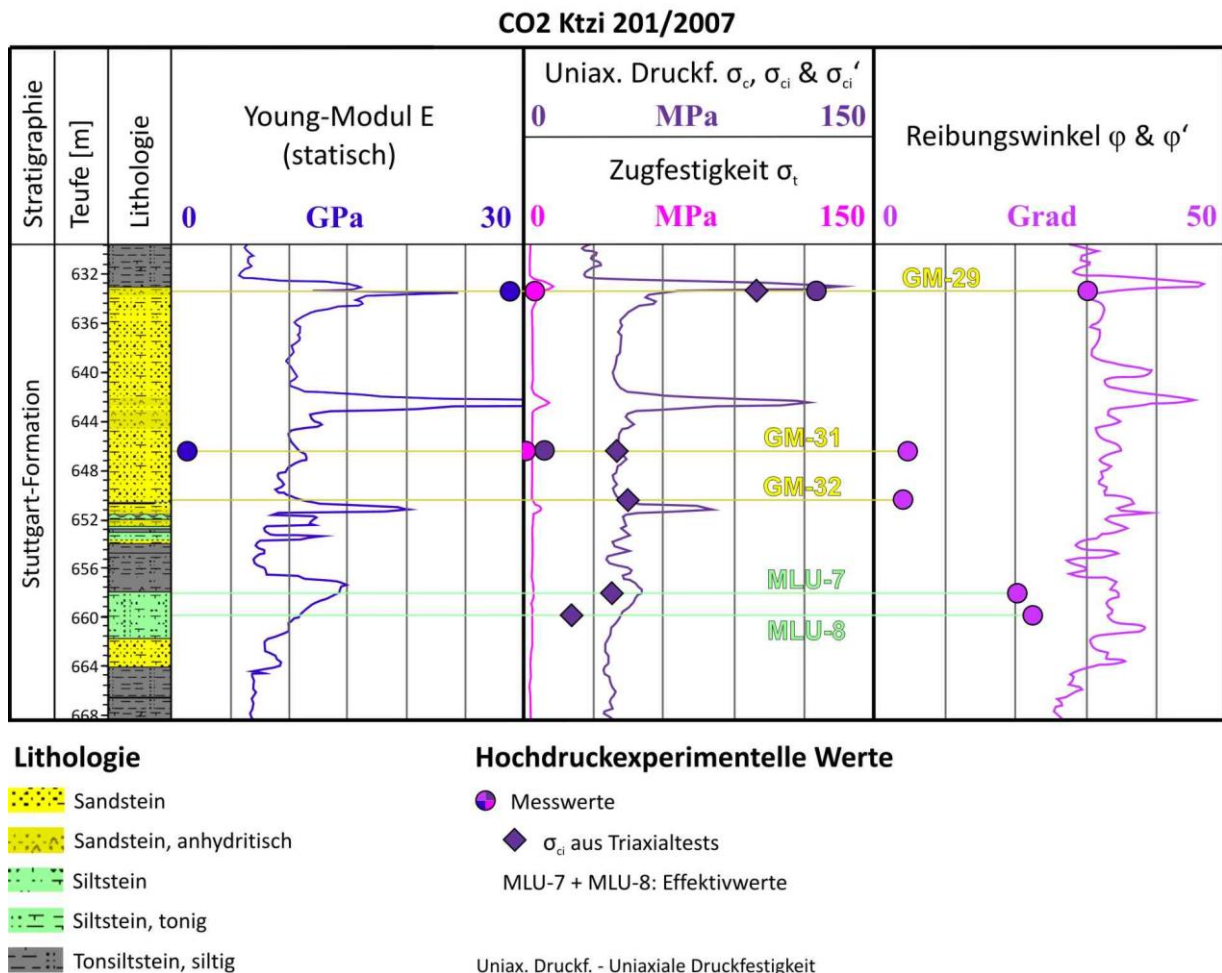 CO2 Ktzi 201/2007
Stratigraphie
Teufe [m]
Lithologie
Young-Modul E
(statisch)
0 GPa 30
Uniax. Druckf. σc, σci & σci‘
0 MPa 150
Zugfestigkeit σt
0 MPa 150
Reibungswinkel φ & φ‘
0 Grad 50
Stuttgart-Formation
632
636
640
644
648
652
656
660
664
668
GM-29
GM-31
GM-32
MLU-7
MLU-8
Lithologie
Sandstein
Sandstein, anhydritisch
Siltstein
Siltstein, tonig
Tonsiltstein, siltig
Hochdruckexperimentelle Werte
Messwerte
σci aus Triaxialtests
MLU-7 + MLU-8: Effektivwerte
Uniax. Druckf. - Uniaxiale Druckfestigkeit